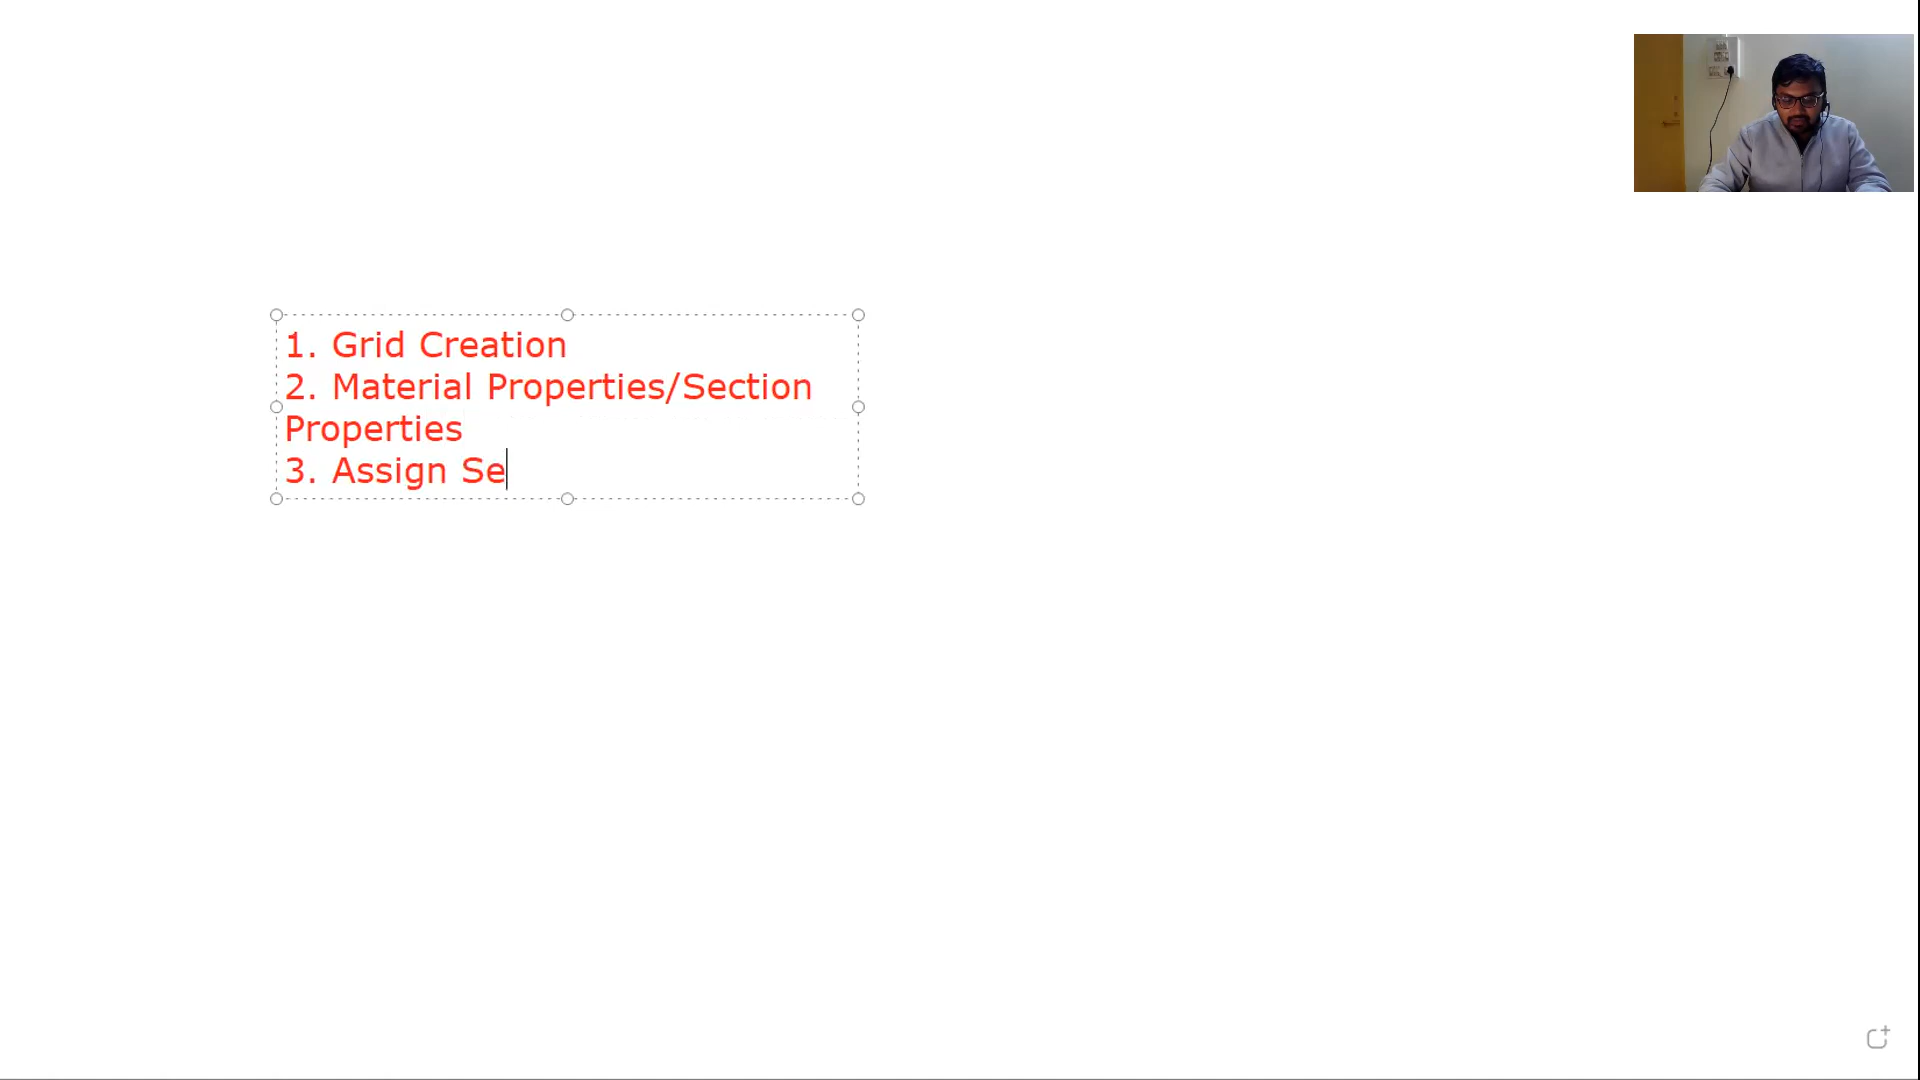 1. Grid Creation
2. Material Properties/Section
Properties
3. Assign Se